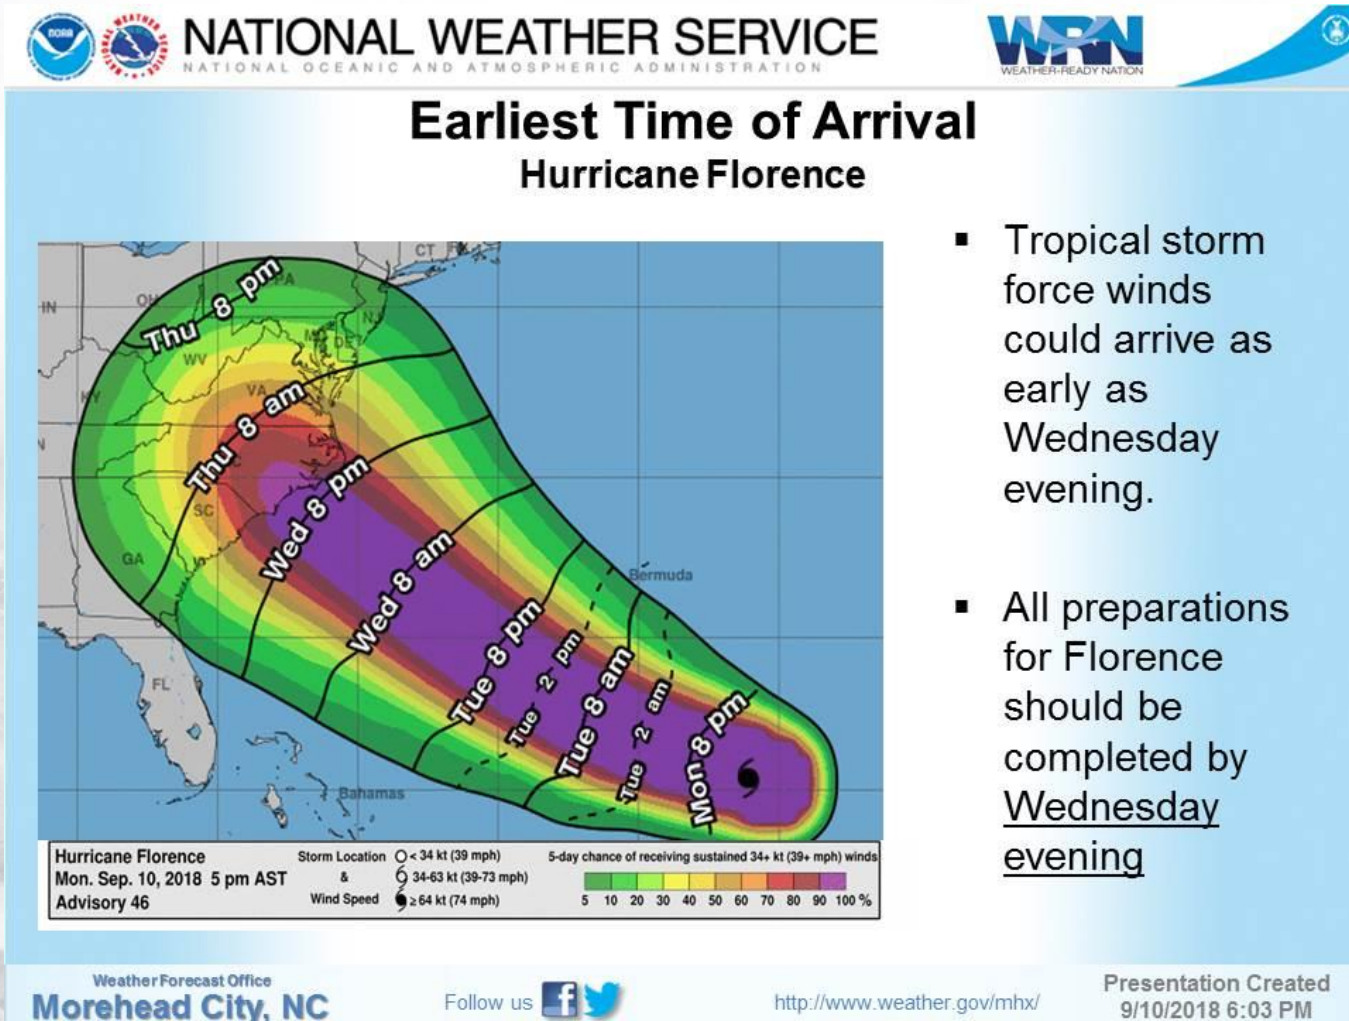 NATIONAL WEATHER SERVICE
NATIONAL OCEANIC AND ATMOSPHERIC ADMINISTRATION
WRN
WEATHER-READY NATION
Earliest Time of Arrival
Hurricane Florence
Thu 8 pm
Thu 8 am
Wed 8 pm
Wed 8 am
Tue 8 pm
Tue 2 pm
Tue 8 am
Tue 2 am
Mon 8 pm
CT
PA
OH
IN
NJ
DE
WV
KY
VA
SC
GA
FL
Bermuda
Bahamas
▪ Tropical storm
force winds
could arrive as
early as
Wednesday
evening.
▪ All preparations
for Florence
should be
completed by
Wednesday
evening
Hurricane Florence
Mon. Sep. 10, 2018 5 pm AST
Advisory 46
Storm Location
&
Wind Speed
< 34 kt (39 mph)
34-63 kt (39-73 mph)
≥ 64 kt (74 mph)
5-day chance of receiving sustained 34+ kt (39+ mph) winds
5 10 20 30 40 50 60 70 80 90 100 %
Weather Forecast Office
Morehead City, NC
Follow us
http://www.weather.gov/mhx/
Presentation Created
9/10/2018 6:03 PM